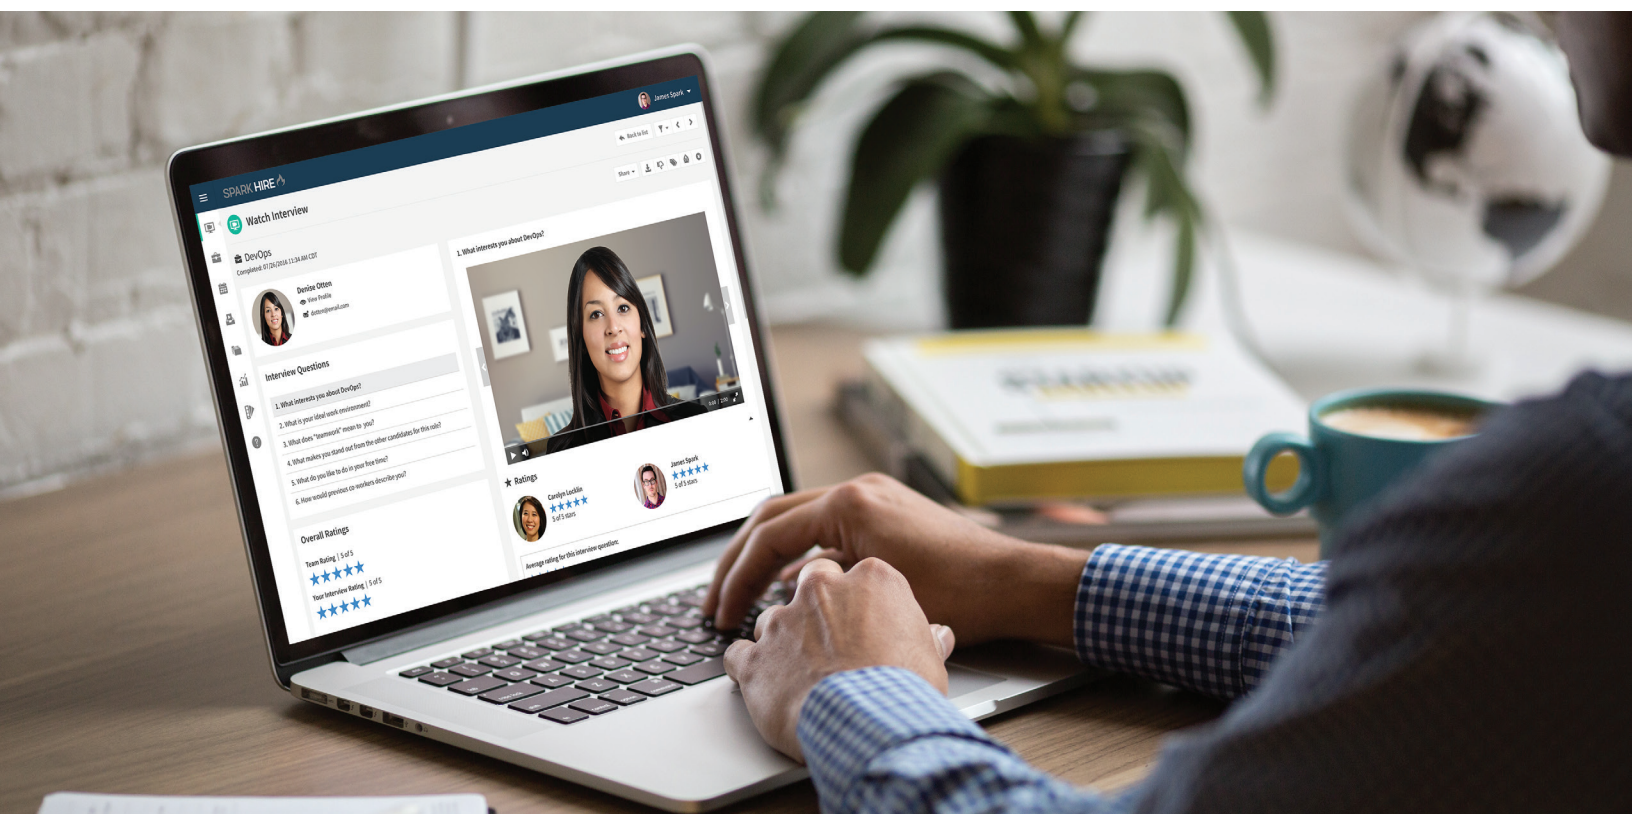 James Spark
SPARK HIRE
Back to list
Watch Interview
Share
DevOps
Completed: 07/26/2016 11:34 AM CDT
Denise Otten
View Profile
dotten@email.com
Interview Questions
1. What interests you about DevOps?
2. What is your ideal work environment?
3. What does "teamwork" mean to you?
4. What makes you stand out from the other candidates for this role?
5. What do you like to do in your free time?
6. How would previous co-workers describe you?
Overall Ratings
Team Rating | 5 of 5
Your Interview Rating | 5 of 5
1. What interests you about DevOps?
Ratings
Carolyn Locklin
5 of 5 stars
James Spark
5 of 5 stars
Average rating for this interview question: